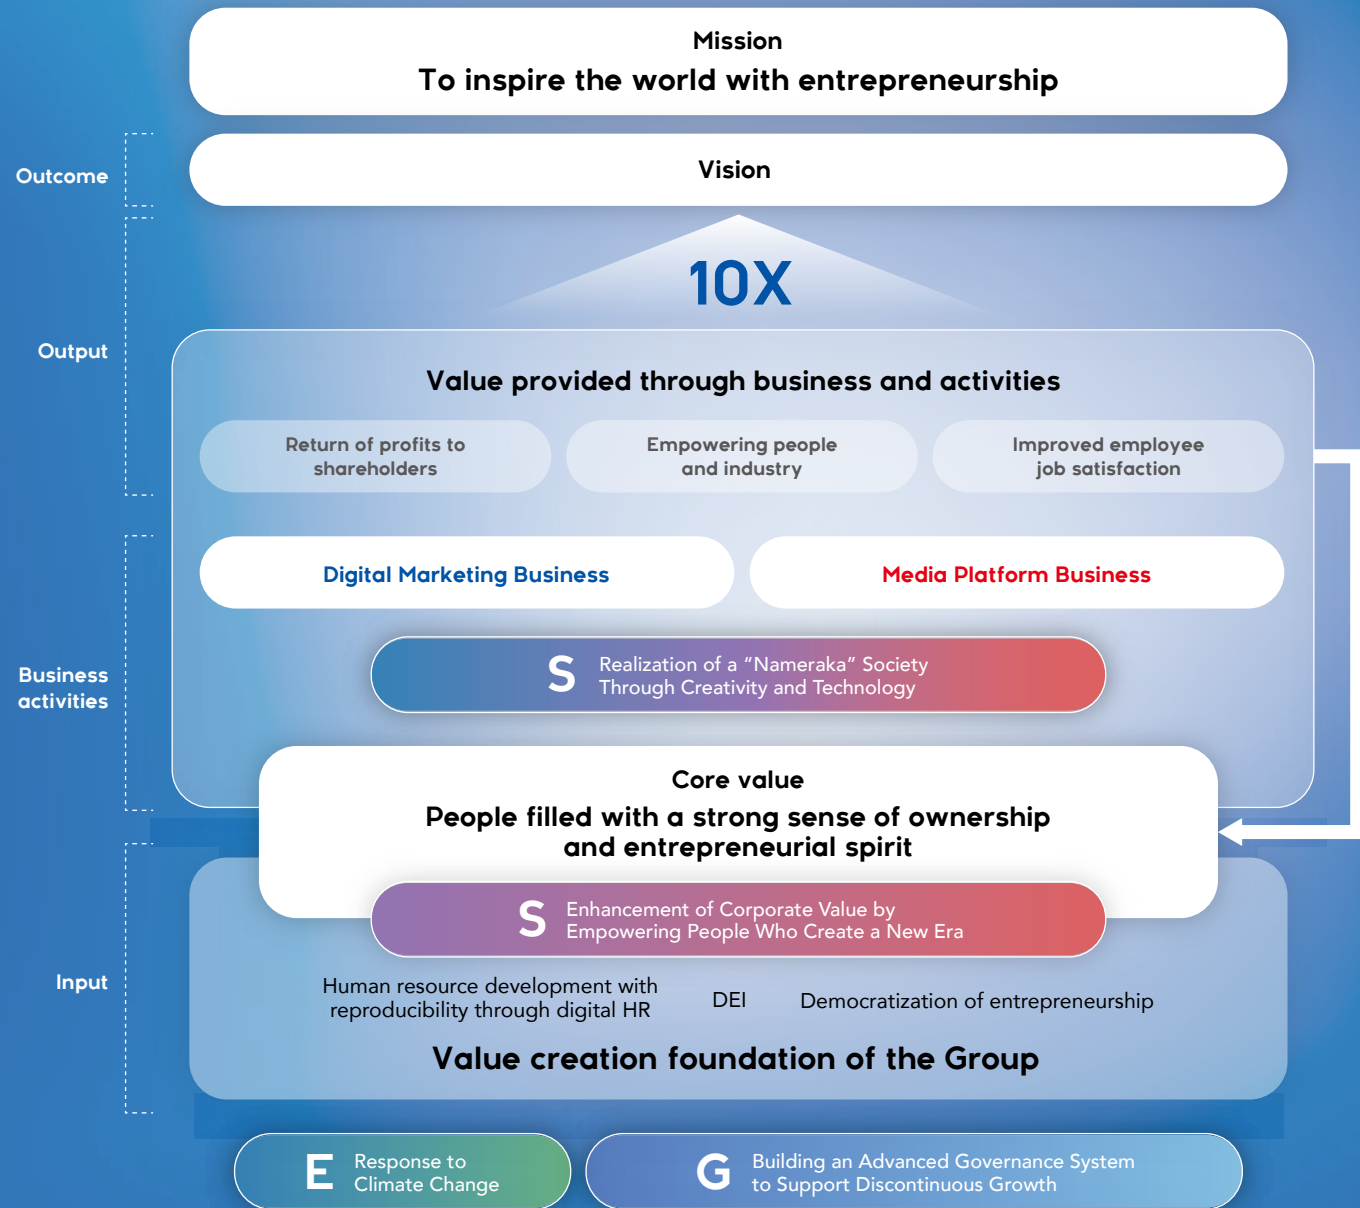 Mission
To inspire the world with entrepreneurship
Outcome
Vision
10X
Output
Value provided through business and activities
Return of profits to
shareholders
Empowering people
and industry
Improved employee
job satisfaction
Digital Marketing Business
Media Platform Business
Business
activities
S
Realization of a “Nameraka” Society
Through Creativity and Technology
Core value
People filled with a strong sense of ownership
and entrepreneurial spirit
S
Enhancement of Corporate Value by
Empowering People Who Create a New Era
Input
Human resource development with
reproducibility through digital HR
DEI
Democratization of entrepreneurship
Value creation foundation of the Group
E
Response to
Climate Change
G
Building an Advanced Governance System
to Support Discontinuous Growth